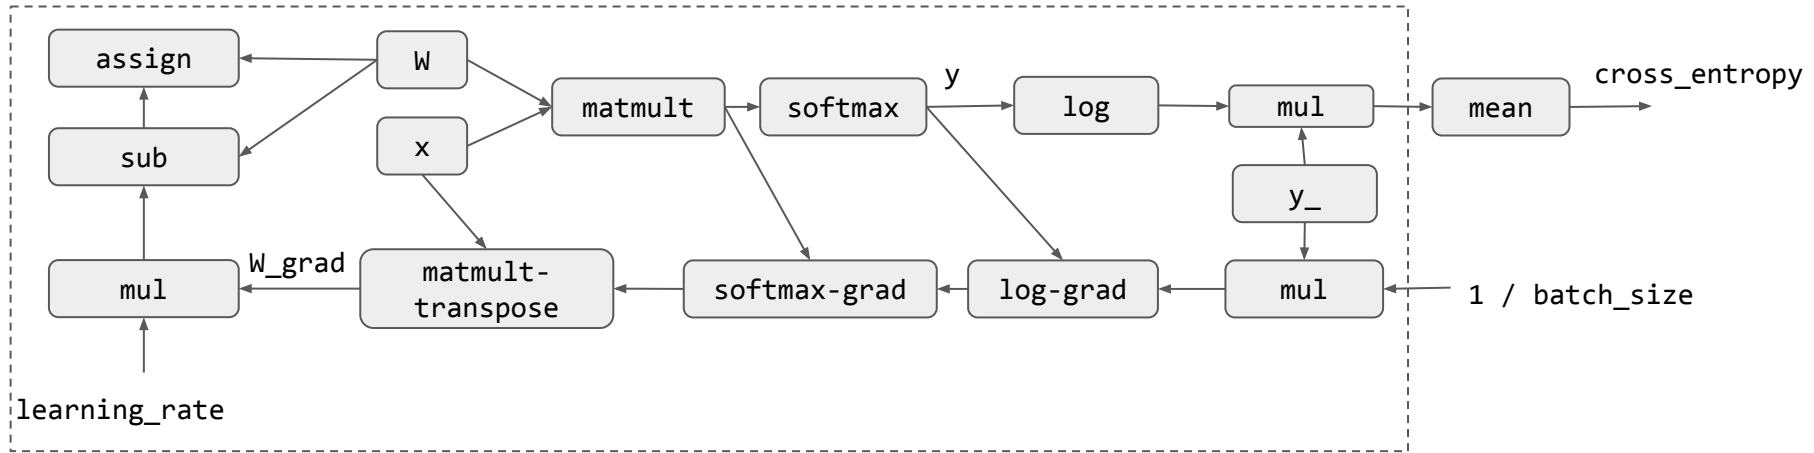 assign
W
matmult
softmax
y
log
mul
mean
cross_entropy
sub
x
y_
mul
W_grad
matmult-
transpose
softmax-grad
log-grad
mul
1 / batch_size
learning_rate